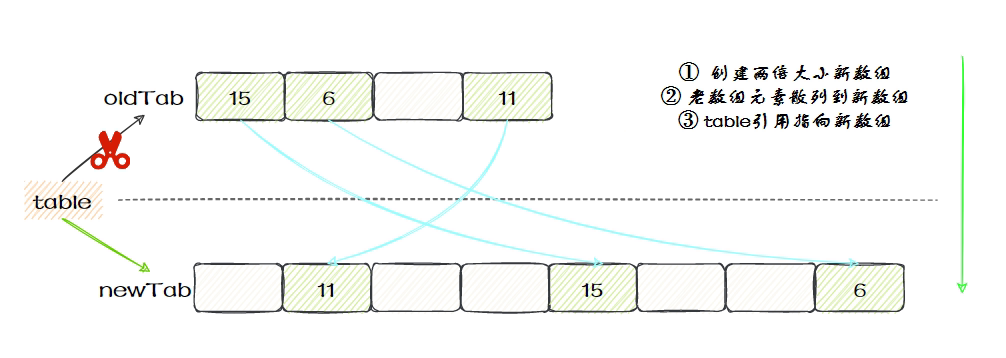 ① 创建两倍大小新数组
② 老数组元素散列到新数组
③ table引用指向新数组
oldTab 15 6 11
table
newTab 11 15 6